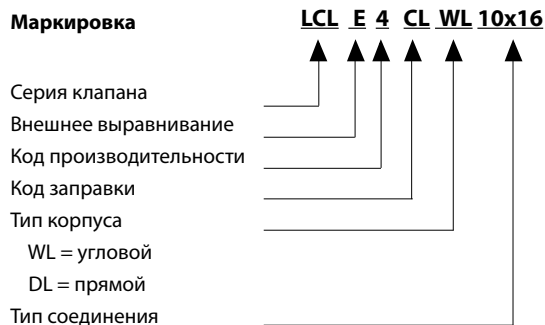 Маркировка LCL E 4 CL WL 10x16
Серия клапана
Внешнее выравнивание
Код производительности
Код заправки
Тип корпуса
WL = угловой
DL = прямой
Тип соединения